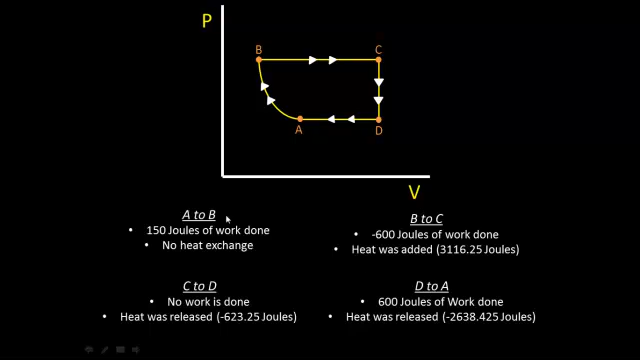 P
B
C
A
D
V
A to B
• 150 Joules of work done
• No heat exchange
B to C
• -600 Joules of work done
• Heat was added (3116.25 Joules)
C to D
• No work is done
• Heat was released (-623.25 Joules)
D to A
• 600 Joules of Work done
• Heat was released (-2638.425 Joules)